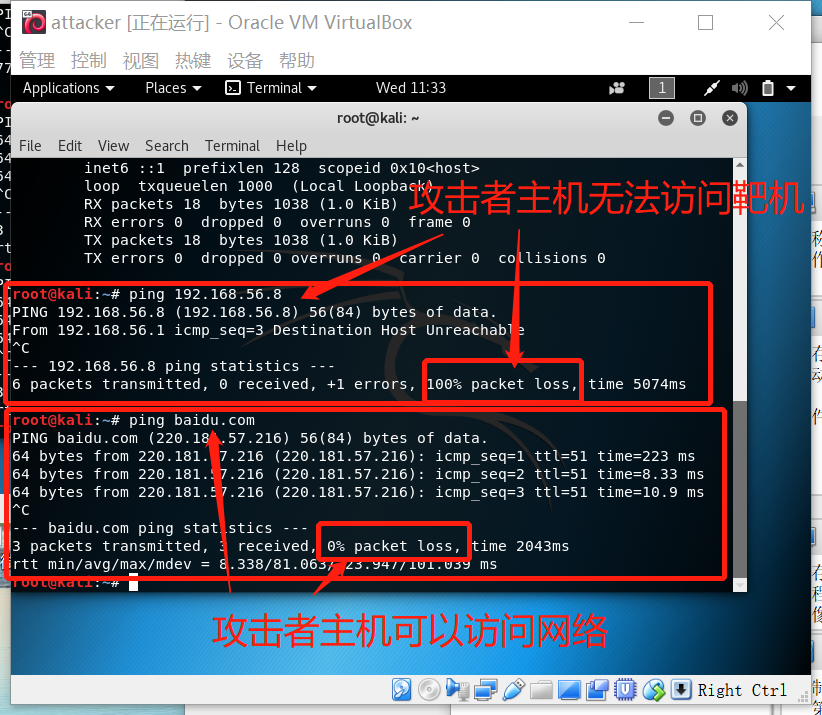 attacker [正在运行] - Oracle VM VirtualBox
管理 控制 视图 热键 设备 帮助
Applications Places Terminal Wed 11:33 1
root@kali: ~
File Edit View Search Terminal Help
inet6 ::1 prefixlen 128 scopeid 0x10<host>
loop txqueuelen 1000 (Local Loopback)
RX packets 18 bytes 1038 (1.0 KiB)
攻击者主机无法访问靶机
RX errors 0 dropped 0 overruns 0 frame 0
TX packets 18 bytes 1038 (1.0 KiB)
TX errors 0 dropped 0 overruns 0 carrier 0 collisions 0
root@kali:~# ping 192.168.56.8
PING 192.168.56.8 (192.168.56.8) 56(84) bytes of data.
From 192.168.56.1 icmp_seq=3 Destination Host Unreachable
^C
--- 192.168.56.8 ping statistics ---
6 packets transmitted, 0 received, +1 errors, 100% packet loss, time 5074ms
root@kali:~# ping baidu.com
PING baidu.com (220.181.57.216) 56(84) bytes of data.
64 bytes from 220.181.57.216 (220.181.57.216): icmp_seq=1 ttl=51 time=223 ms
64 bytes from 220.181.57.216 (220.181.57.216): icmp_seq=2 ttl=51 time=8.33 ms
64 bytes from 220.181.57.216 (220.181.57.216): icmp_seq=3 ttl=51 time=10.9 ms
^C
--- baidu.com ping statistics ---
3 packets transmitted, 3 received, 0% packet loss, time 2043ms
rtt min/avg/max/mdev = 8.338/81.063/223.947/101.039 ms
root@kali:~#
攻击者主机可以访问网络
Right Ctrl